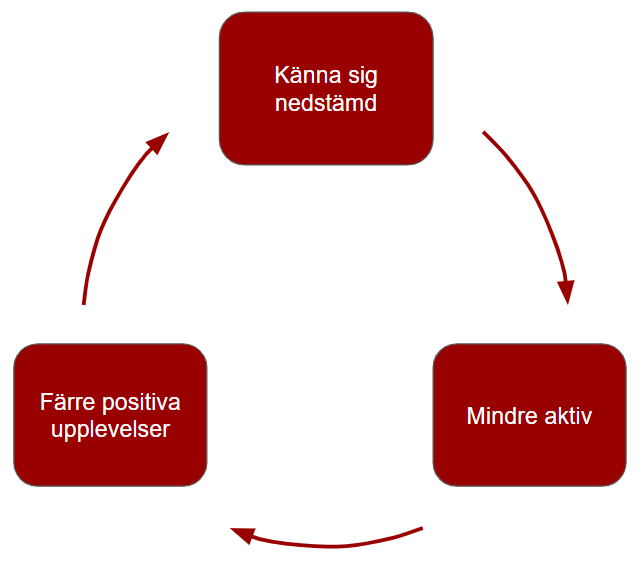 Känna sig
nedstämd
Färre positiva
upplevelser
Mindre aktiv